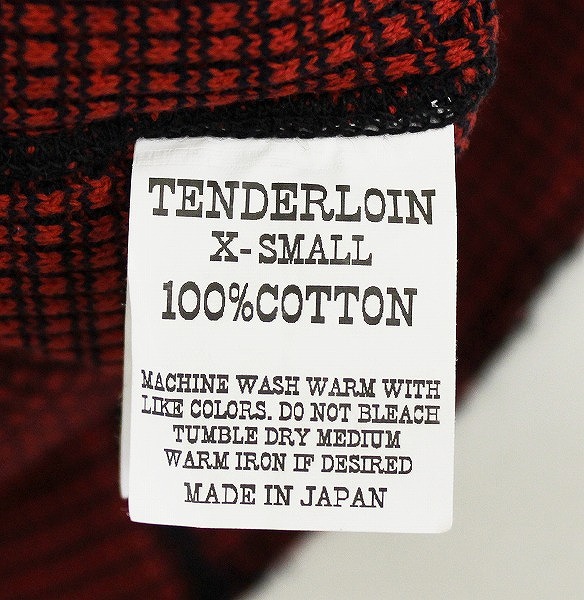 TENDERLOIN
X-SMALL
100%COTTON
MACHINE WASH WARM WITH
LIKE COLORS. DO NOT BLEACH
TUMBLE DRY MEDIUM
WARM IRON IF DESIRED
MADE IN JAPAN